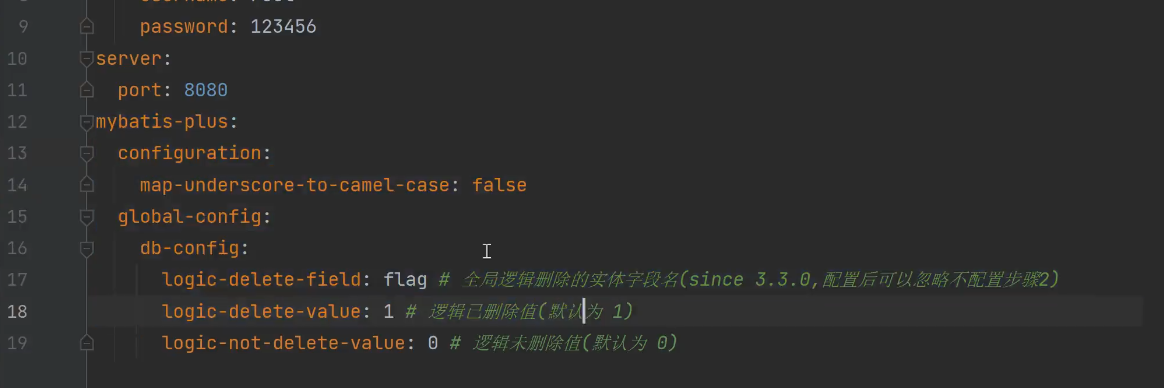 9 password: 123456
10 server:
11 port: 8080
12 mybatis-plus:
13 configuration:
14 map-underscore-to-camel-case: false
15 global-config:
16 db-config:
17 logic-delete-field: flag # 全局逻辑删除的实体字段名(since 3.3.0,配置后可以忽略不配置步骤2)
18 logic-delete-value: 1 # 逻辑已删除值(默认为 1)
19 logic-not-delete-value: 0 # 逻辑未删除值(默认为 0)